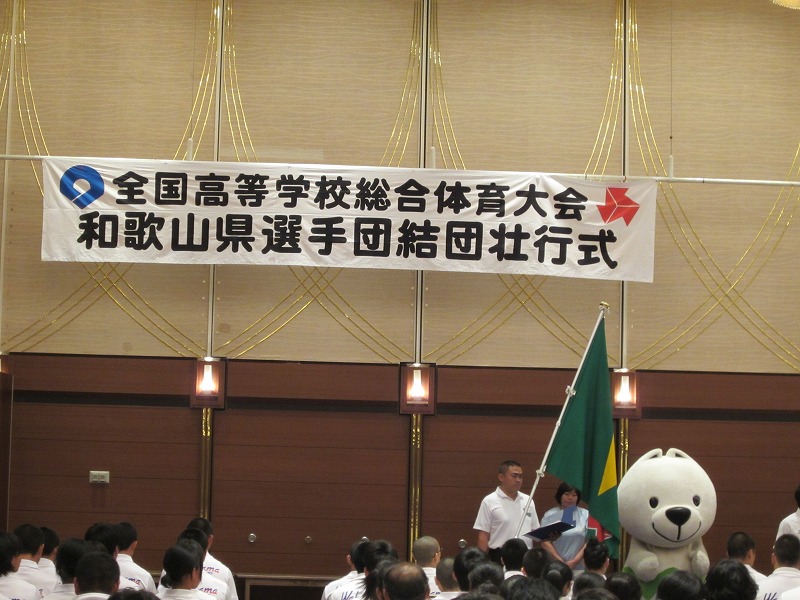 全国高等学校総合体育大会
和歌山県選手団結団壮行式